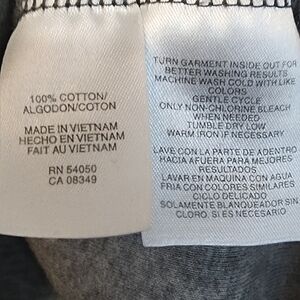 100% COTTON/
ALGODON/COTON
MADE IN VIETNAM
HECHO EN VIETNAM
FAIT AU VIETNAM
RN 54050
CA 08349
TURN GARMENT INSIDE OUT FOR
BETTER WASHING RESULTS
MACHINE WASH COLD WITH LIKE
COLORS
GENTLE CYCLE
ONLY NON-CHLORINE BLEACH
WHEN NEEDED
TUMBLE DRY LOW
WARM IRON IF NECESSARY
LAVE CON LA PARTE DE ADENTRO
HACIA AFUERA PARA MEJORES
RESULTADOS
LAVAR EN MAQUINA CON AGUA
FRIA CON COLORES SIMILARES
CICLO DELICADO
SOLAMENTE BLANQUEADOR SIN
CLORO, SI ES NECESARIO